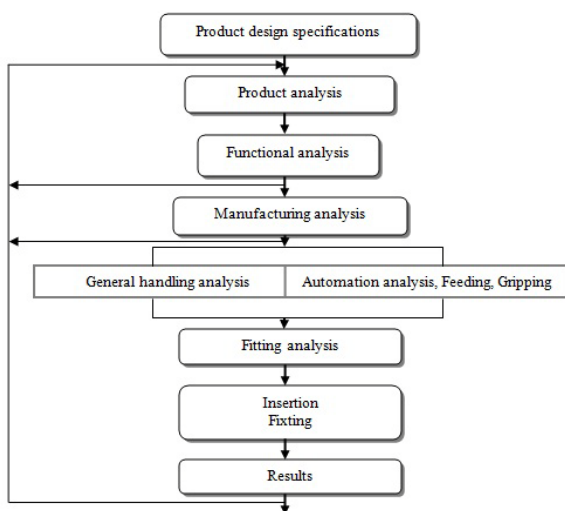 Product design specifications
Product analysis
Functional analysis
Manufacturing analysis
General handling analysis
Automation analysis, Feeding, Gripping
Fitting analysis
Insertion
Fixting
Results